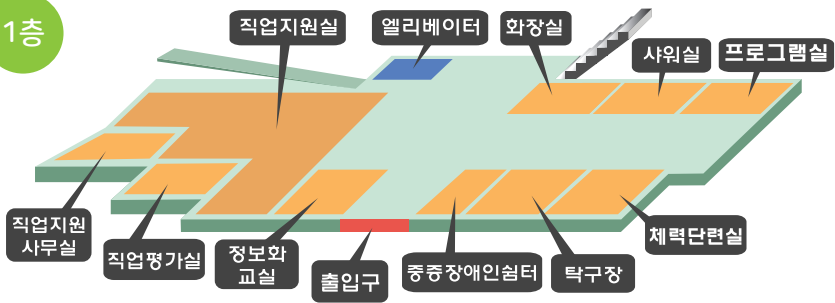 1층
직업지원실
엘리베이터
화장실
샤워실
프로그램실
직업지원
사무실
직업평가실
정보화
교실
출입구
중증장애인쉼터
탁구장
체력단련실